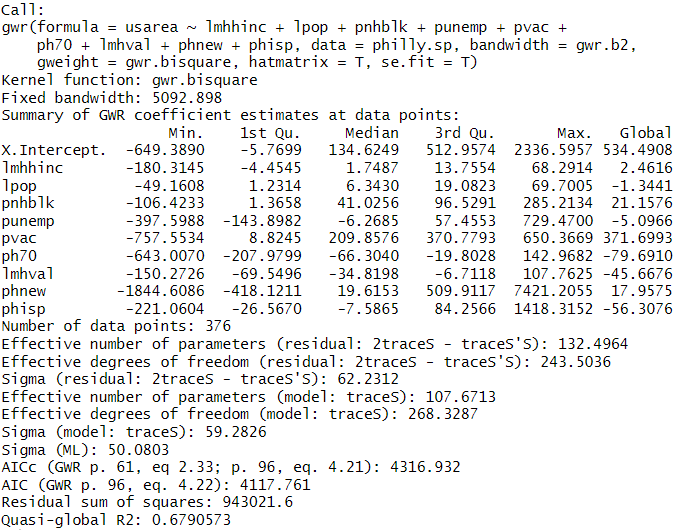 Call:
gwr(formula = usarea ~ lmhhinc + lpop + pnhblk + punemp + pvac +
ph70 + lmhval + phnew + phisp, data = philly.sp, bandwidth = gwr.b2,
gweight = gwr.bisquare, hatmatrix = T, se.fit = T)
Kernel function: gwr.bisquare
Fixed bandwidth: 5092.898
Summary of GWR coefficient estimates at data points:
Min. 1st Qu. Median 3rd Qu. Max. Global
X.Intercept. -649.3890 -5.7699 134.6249 512.9574 2336.5957 534.4908
lmhhinc -180.3145 -4.4545 1.7487 13.7554 68.2914 2.4616
lpop -49.1608 1.2314 6.3430 19.0823 69.7005 -1.3441
pnhblk -106.4233 1.3658 41.0256 96.5291 285.2134 21.1576
punemp -397.5988 -143.8982 -6.2685 57.4553 729.4700 -5.0966
pvac -757.5534 8.8245 209.8576 370.7793 650.3669 371.6993
ph70 -643.0070 -207.9799 -66.3040 -19.8028 142.9682 -79.6910
lmhval -150.2726 -69.5496 -34.8198 -6.7118 107.7625 -45.6676
phnew -1844.6086 -418.1211 19.6153 509.9117 7421.2055 17.9575
phisp -221.0604 -26.5670 -7.5865 84.2566 1418.3152 -56.3076
Number of data points: 376
Effective number of parameters (residual: 2traceS - traceS'S): 132.4964
Effective degrees of freedom (residual: 2traceS - traceS'S): 243.5036
Sigma (residual: 2traceS - traceS'S): 62.2312
Effective number of parameters (model: traceS): 107.6713
Effective degrees of freedom (model: traceS): 268.3287
Sigma (model: traceS): 59.2826
Sigma (ML): 50.0803
AICc (GWR p. 61, eq 2.33; p. 96, eq. 4.21): 4316.932
AIC (GWR p. 96, eq. 4.22): 4117.761
Residual sum of squares: 943021.6
Quasi-global R2: 0.6790573